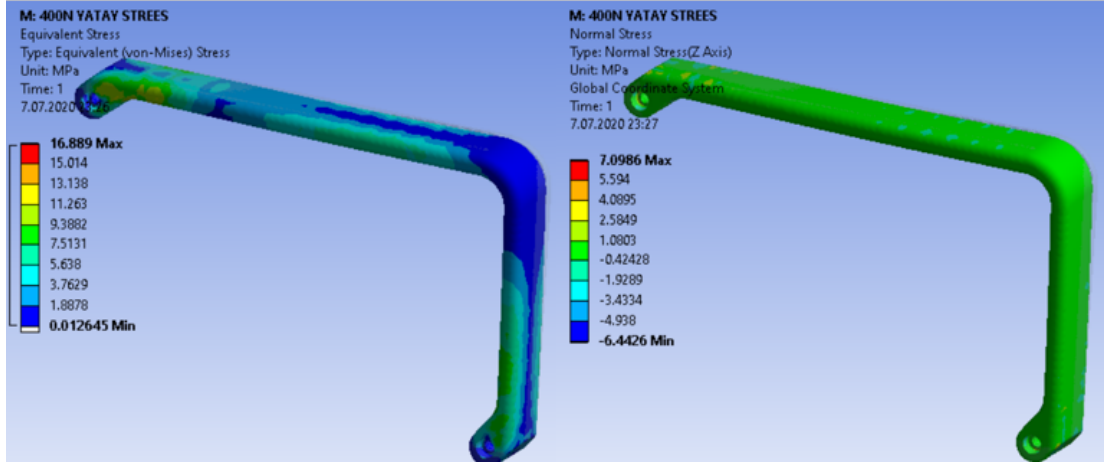 M: 400N YATAY STREES
Equivalent Stress
Type: Equivalent (von-Mises) Stress
Unit: MPa
Time: 1
7.07.2020
16.889 Max
15.014
13.138
11.263
9.3882
7.5131
5.638
3.7629
1.8878
0.012645 Min
M: 400N YATAY STREES
Normal Stress
Type: Normal Stress(Z Axis)
Unit: MPa
Global Coordinate System
Time: 1
7.07.2020 23:27
7.0986 Max
5.594
4.0895
2.5849
1.0803
-0.42428
-1.9289
-3.4334
-4.938
-6.4426 Min